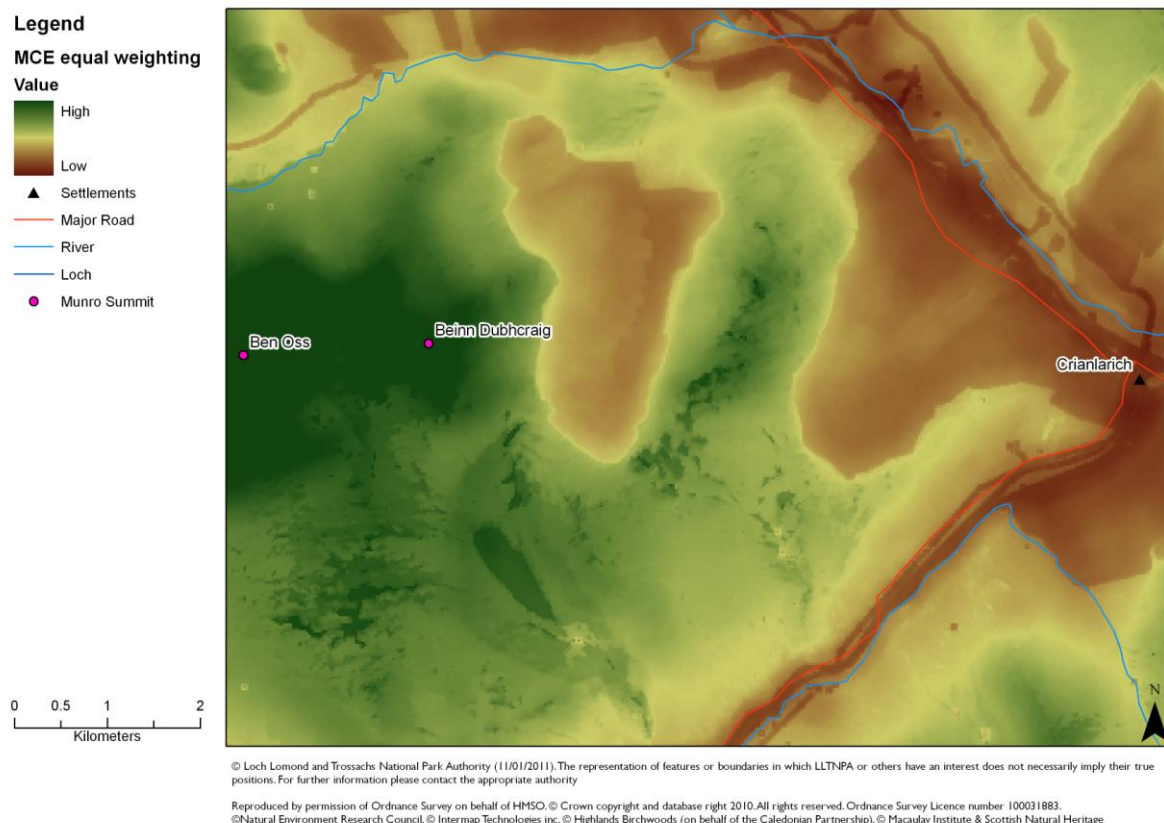 Legend
MCE equal weighting
Value
High
Low
Settlements
Major Road
River
Loch
Munro Summit
Ben Oss
Beinn Dubhcraig
Crianlarich
N
0 0.5 1 2
Kilometers
© Loch Lomond and Trossachs National Park Authority (11/01/2011). The representation of features or boundaries in which LLTNPA or others have an interest does not necessarily imply their true
positions. For further information please contact the appropriate authority
Reproduced by permission of Ordnance Survey on behalf of HMSO. © Crown copyright and database right 2010. All rights reserved. Ordnance Survey Licence number 100031883.
©Natural Environment Research Council, © Intermap Technologies inc, © Highlands Birchwoods (on behalf of the Caledonian Partnership), © Macaulay Institute & Scottish Natural Heritage